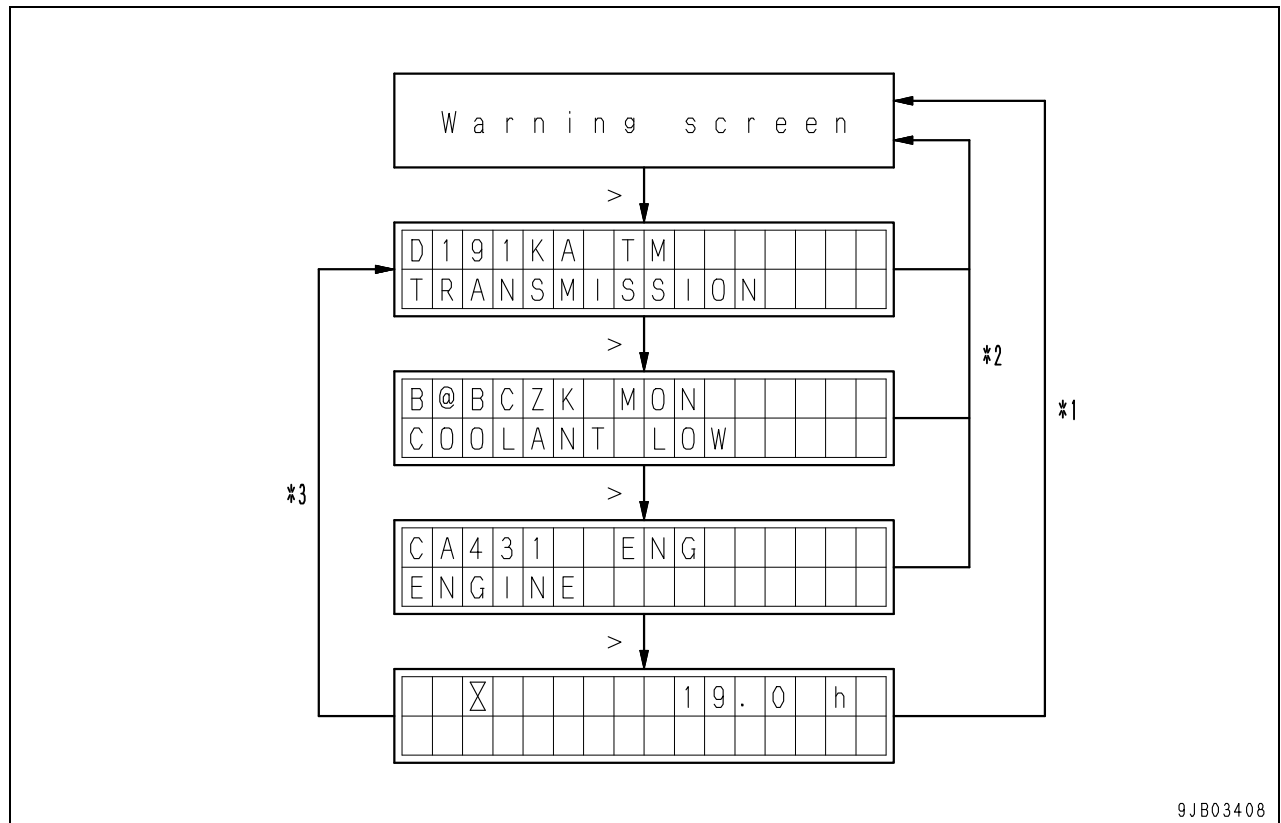 Warning screen
>
D191KA TM
TRANSMISSION
>
*2
B@BCZK MON
COOLANT LOW
*1
*3
>
CA431 ENG
ENGINE
>
⧖ 19.0 h
9JB03408